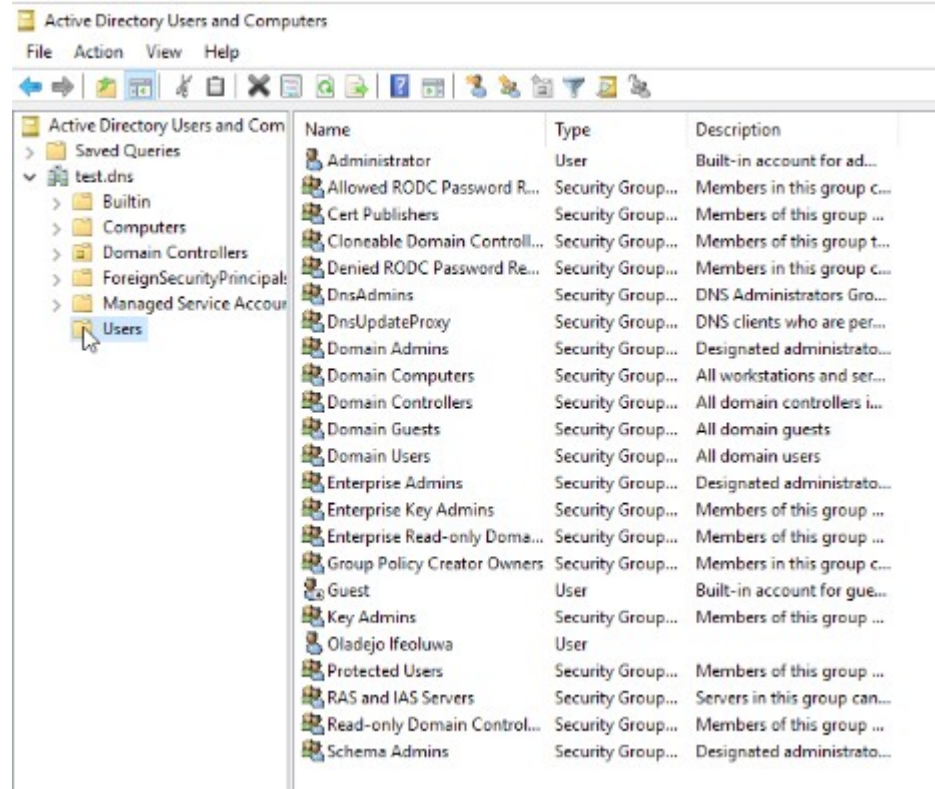 Active Directory Users and Computers
File Action View Help
Active Directory Users and Com
Saved Queries
test.dns
Builtin
Computers
Domain Controllers
ForeignSecurityPrincipals
Managed Service Accour
Users
Name Type Description
Administrator User Built-in account for ad...
Allowed RODC Password R... Security Group... Members in this group c...
Cert Publishers Security Group... Members of this group ...
Cloneable Domain Controll... Security Group... Members of this group t...
Denied RODC Password Re... Security Group... Members in this group c...
DnsAdmins Security Group... DNS Administrators Gro...
DnsUpdateProxy Security Group... DNS clients who are per...
Domain Admins Security Group... Designated administrato...
Domain Computers Security Group... All workstations and ser...
Domain Controllers Security Group... All domain controllers i...
Domain Guests Security Group... All domain guests
Domain Users Security Group... All domain users
Enterprise Admins Security Group... Designated administrato...
Enterprise Key Admins Security Group... Members of this group ...
Enterprise Read-only Doma... Security Group... Members of this group ...
Group Policy Creator Owners Security Group... Members in this group c...
Guest User Built-in account for gue...
Key Admins Security Group... Members of this group ...
Oladejo Ifeoluwa User
Protected Users Security Group... Members of this group ...
RAS and IAS Servers Security Group... Servers in this group can...
Read-only Domain Control... Security Group... Members of this group ...
Schema Admins Security Group... Designated administrato...